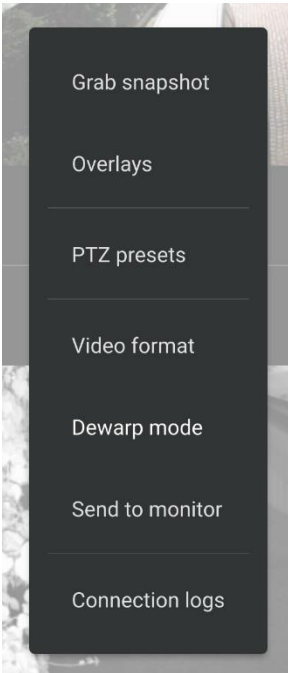 Grab snapshot
Overlays
PTZ presets
Video format
Dewarp mode
Send to monitor
Connection logs